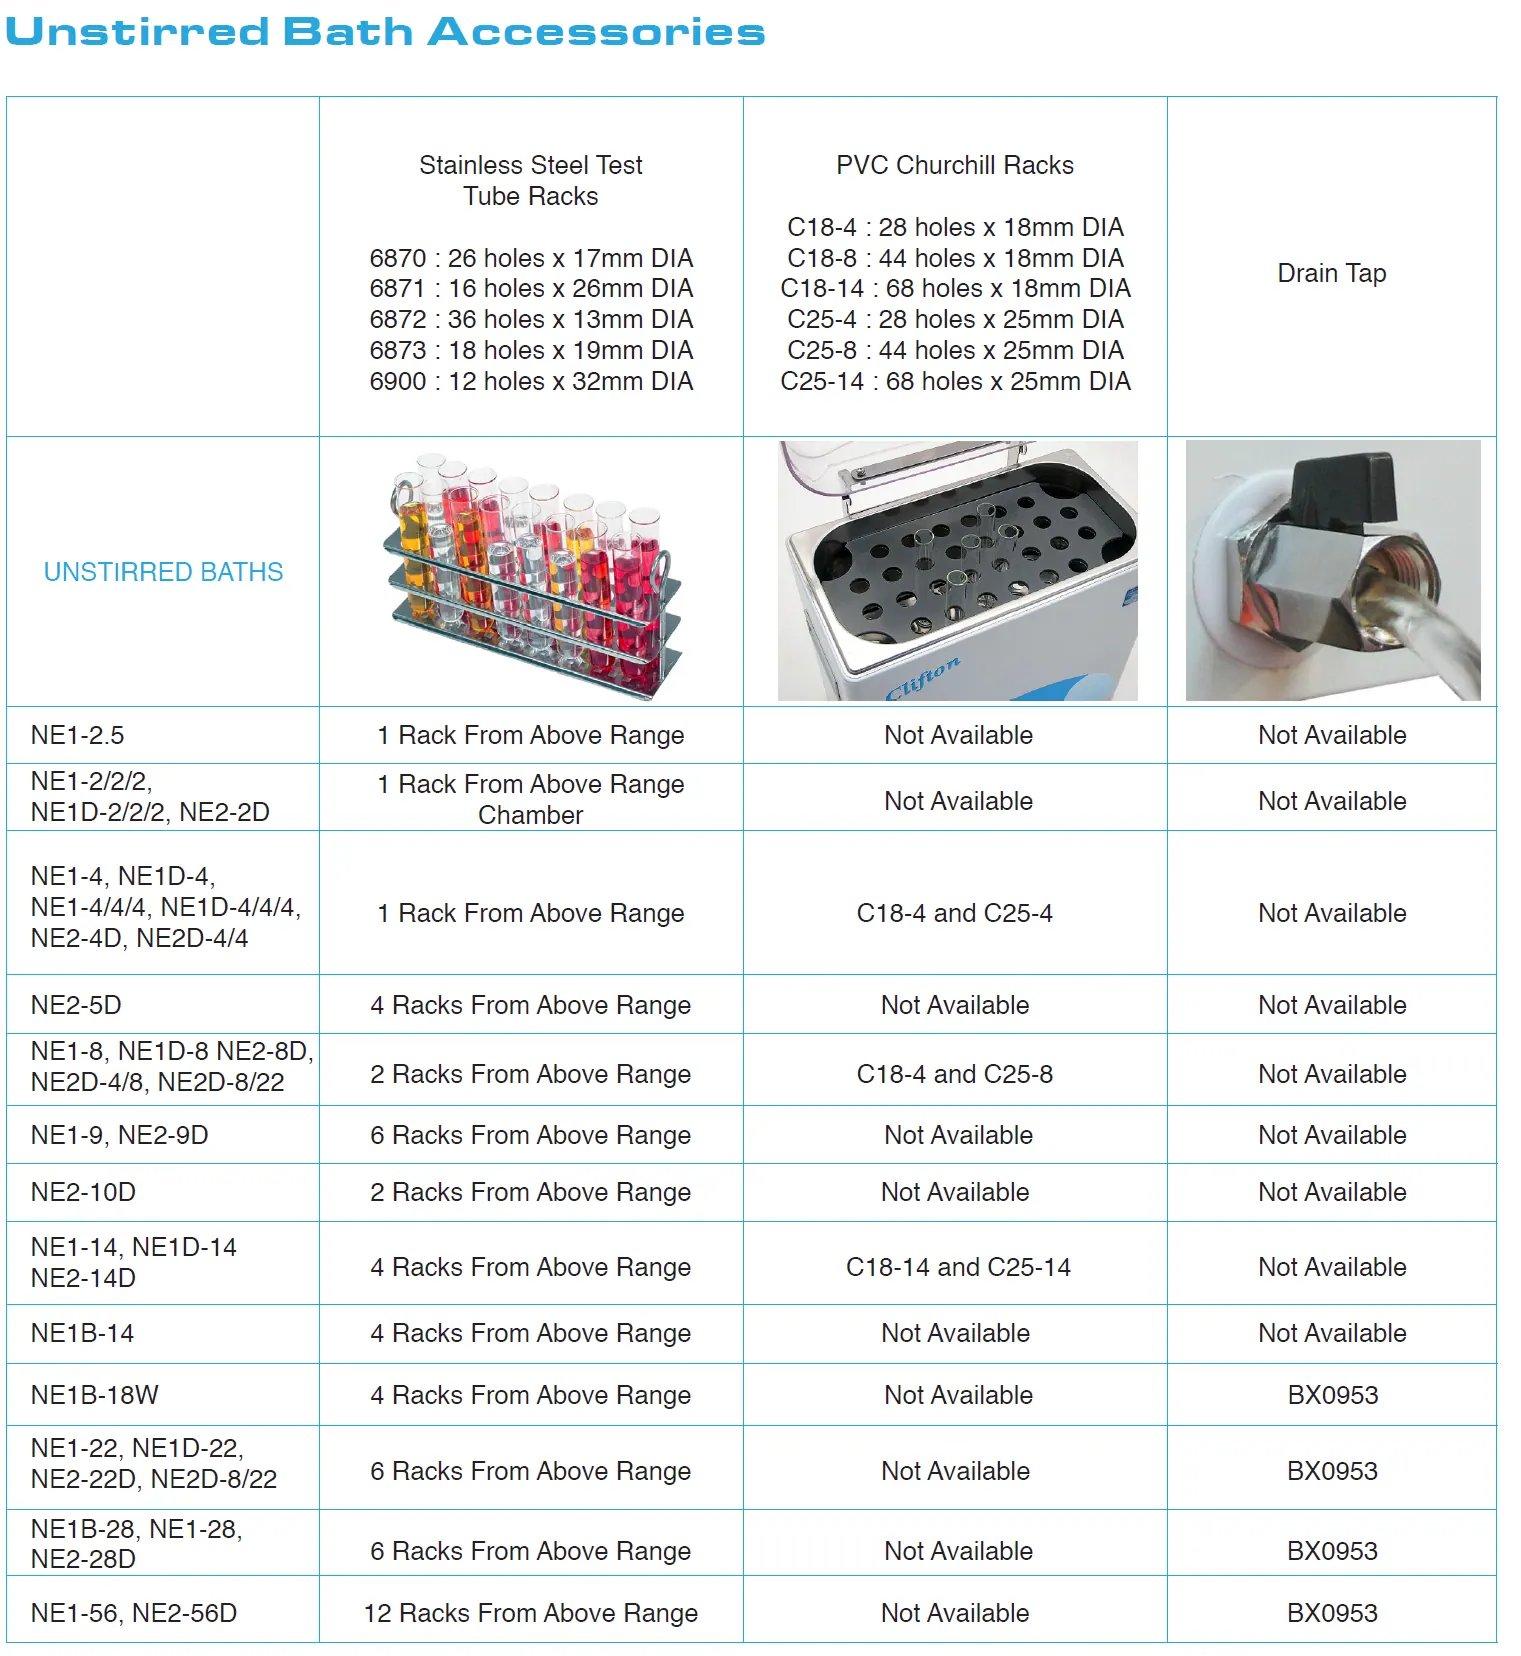 Unstirred Bath Accessories
Stainless Steel Test
Tube Racks
6870 : 26 holes x 17mm DIA
6871 : 16 holes x 26mm DIA
6872 : 36 holes x 13mm DIA
6873 : 18 holes x 19mm DIA
6900 : 12 holes x 32mm DIA
PVC Churchill Racks
C18-4 : 28 holes x 18mm DIA
C18-8 : 44 holes x 18mm DIA
C18-14 : 68 holes x 18mm DIA
C25-4 : 28 holes x 25mm DIA
C25-8 : 44 holes x 25mm DIA
C25-14 : 68 holes x 25mm DIA
Drain Tap
UNSTIRRED BATHS
Clifton
NE1-2.5
1 Rack From Above Range
Not Available
Not Available
NE1-2/2/2,
NE1D-2/2/2, NE2-2D
1 Rack From Above Range
Chamber
Not Available
Not Available
NE1-4, NE1D-4,
NE1-4/4/4, NE1D-4/4/4,
NE2-4D, NE2D-4/4
1 Rack From Above Range
C18-4 and C25-4
Not Available
NE2-5D
4 Racks From Above Range
Not Available
Not Available
NE1-8, NE1D-8 NE2-8D,
NE2D-4/8, NE2D-8/22
2 Racks From Above Range
C18-4 and C25-8
Not Available
NE1-9, NE2-9D
6 Racks From Above Range
Not Available
Not Available
NE2-10D
2 Racks From Above Range
Not Available
Not Available
NE1-14, NE1D-14
NE2-14D
4 Racks From Above Range
C18-14 and C25-14
Not Available
NE1B-14
4 Racks From Above Range
Not Available
Not Available
NE1B-18W
4 Racks From Above Range
Not Available
BX0953
NE1-22, NE1D-22,
NE2-22D, NE2D-8/22
6 Racks From Above Range
Not Available
BX0953
NE1B-28, NE1-28,
NE2-28D
6 Racks From Above Range
Not Available
BX0953
NE1-56, NE2-56D
12 Racks From Above Range
Not Available
BX0953